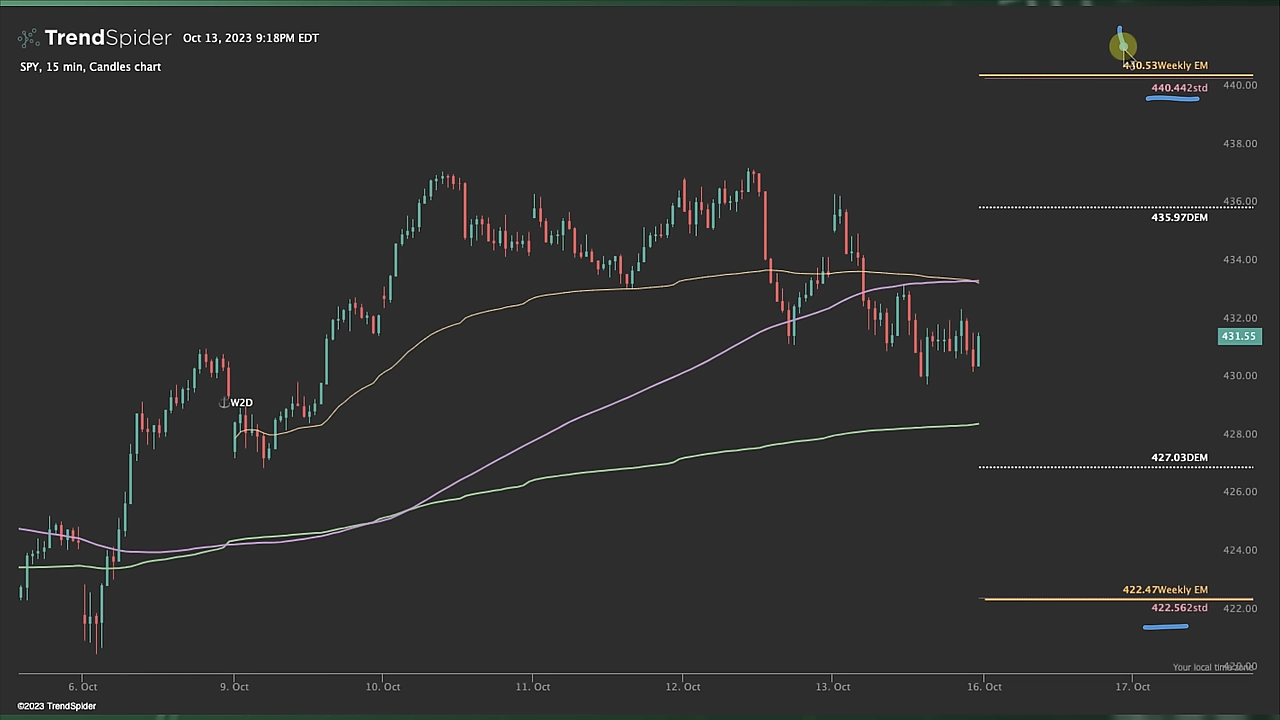 TrendSpider Oct 13, 2023 9:18PM EDT
SPY, 15 min, Candles chart
430.53Weekly EM
440.442std
440.00
438.00
436.00
435.97DEM
434.00
432.00
431.55
430.00
W2D
428.00
427.03DEM
426.00
424.00
422.47Weekly EM
422.562std
422.00
Your local time zone
420.00
6. Oct 9. Oct 10. Oct 11. Oct 12. Oct 13. Oct 16. Oct 17. Oct
©2023 TrendSpider